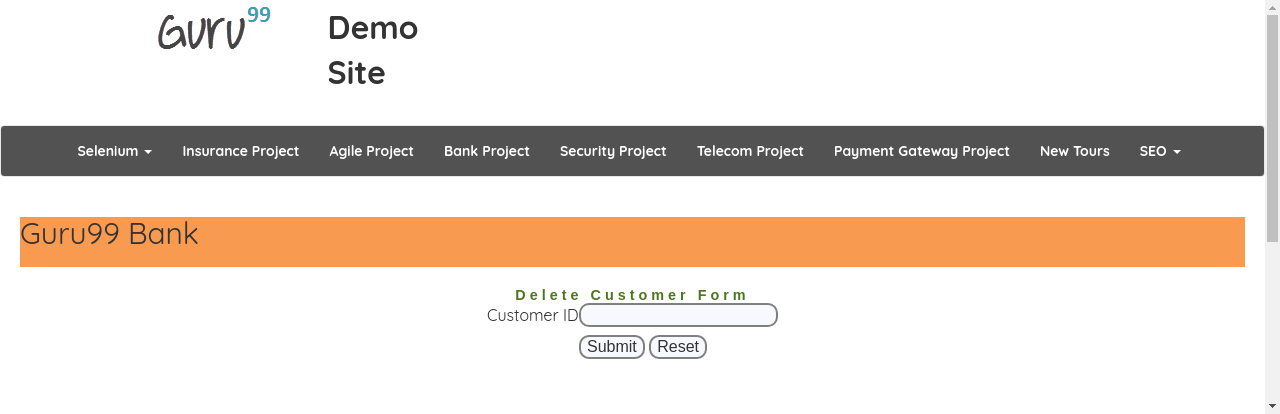 Guru99
Demo
Site
Selenium Insurance Project Agile Project Bank Project Security Project Telecom Project Payment Gateway Project New Tours SEO
Guru99 Bank
Delete Customer Form
Customer ID
Submit Reset